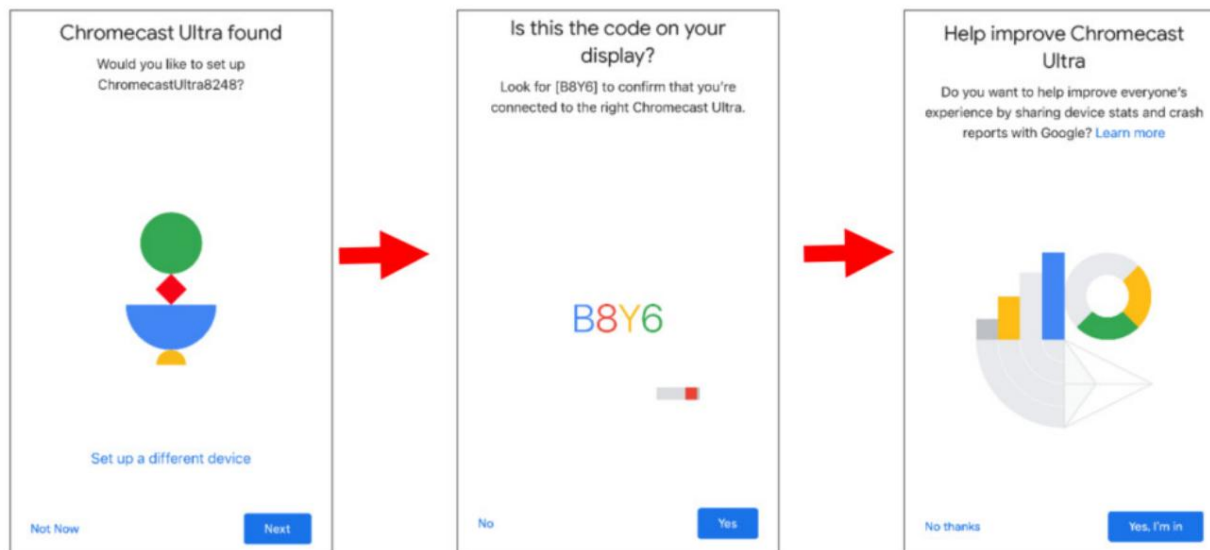 Chromecast Ultra found
Would you like to set up
ChromecastUltra8248?
Set up a different device
Not Now
Next
Is this the code on your
display?
Look for [B8Y6] to confirm that you're
connected to the right Chromecast Ultra.
B8Y6
No
Yes
Help improve Chromecast
Ultra
Do you want to help improve everyone's
experience by sharing device stats and crash
reports with Google? Learn more
No thanks
Yes, I'm in